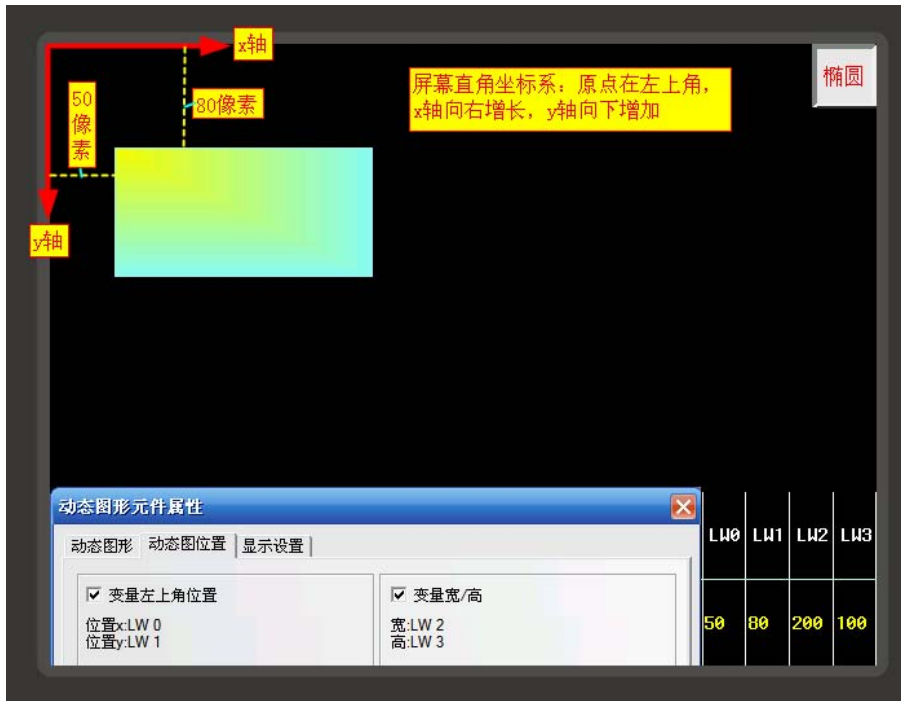 x轴
椭圆
屏幕直角坐标系：原点在左上角，
x轴向右增长，y轴向下增加
50
像
素
80像素
y轴
动态图形元件属性
动态图形 动态图位置 显示设置
变量左上角位置
位置x:LW 0
位置y:LW 1
变量宽/高
宽:LW 2
高:LW 3
LW0 LW1 LW2 LW3
50 80 200 100